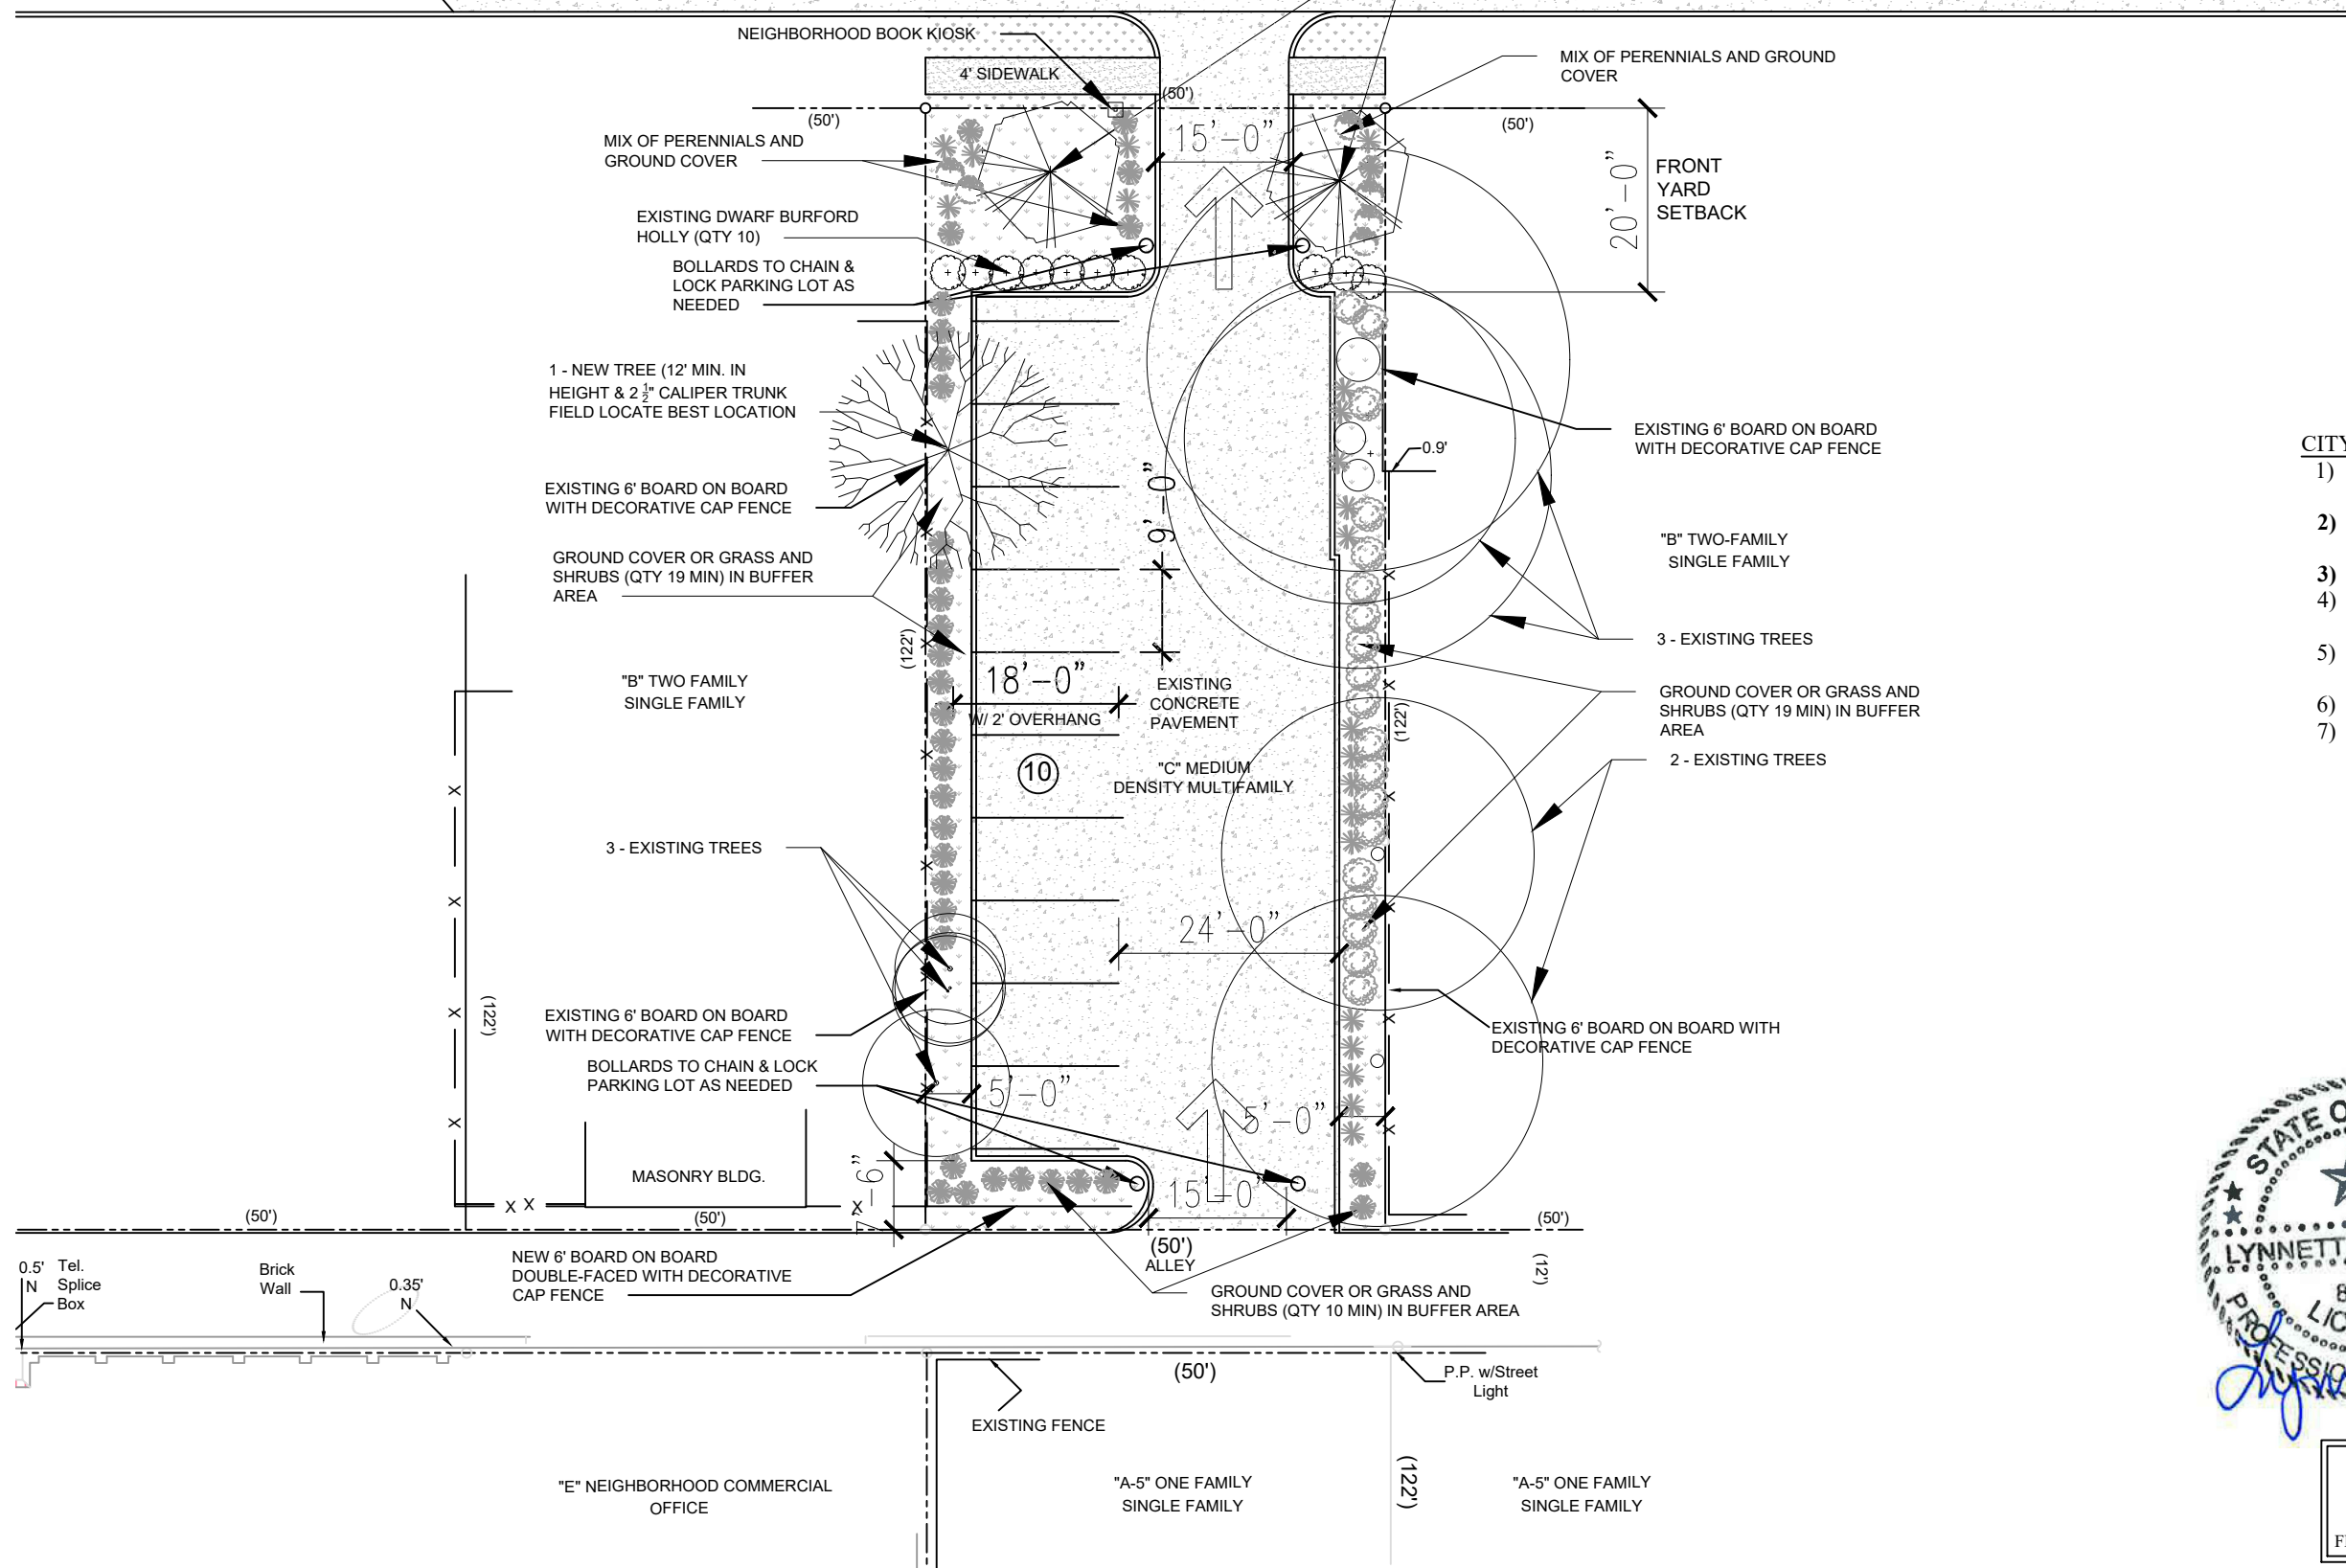 NEIGHBORHOOD BOOK KIOSK
4' SIDEWALK
(50')
MIX OF PERENNIALS AND GROUND
COVER
(50')
(50')
15'-0"
20'-0"
FRONT
YARD
SETBACK
MIX OF PERENNIALS AND
GROUND COVER
EXISTING DWARF BURFORD
HOLLY (QTY 10)
BOLLARDS TO CHAIN &
LOCK PARKING LOT AS
NEEDED
1 - NEW TREE (12' MIN. IN
HEIGHT & 2 1/2" CALIPER TRUNK
FIELD LOCATE BEST LOCATION
EXISTING 6' BOARD ON BOARD
WITH DECORATIVE CAP FENCE
GROUND COVER OR GRASS AND
SHRUBS (QTY 19 MIN) IN BUFFER
AREA
EXISTING 6' BOARD ON BOARD
WITH DECORATIVE CAP FENCE
0.9'
9'-0"
"B" TWO-FAMILY
SINGLE FAMILY
3 - EXISTING TREES
(122')
"B" TWO FAMILY
SINGLE FAMILY
18'-0"
W/ 2' OVERHANG
EXISTING
CONCRETE
PAVEMENT
10
"C" MEDIUM
DENSITY MULTIFAMILY
(122')
GROUND COVER OR GRASS AND
SHRUBS (QTY 19 MIN) IN BUFFER
AREA
2 - EXISTING TREES
3 - EXISTING TREES
24'-0"
(122')
EXISTING 6' BOARD ON BOARD
WITH DECORATIVE CAP FENCE
EXISTING 6' BOARD ON BOARD WITH
DECORATIVE CAP FENCE
BOLLARDS TO CHAIN & LOCK
PARKING LOT AS NEEDED
5'-0"
5'-0"
MASONRY BLDG.
7'-6"
15'-0"
(50')
(50')
(50')
(50')
ALLEY
(12')
NEW 6' BOARD ON BOARD
DOUBLE-FACED WITH DECORATIVE
CAP FENCE
GROUND COVER OR GRASS AND
SHRUBS (QTY 10 MIN) IN BUFFER AREA
0.5'
N
Tel.
Splice
Box
Brick
Wall
0.35'
N
(50')
P.P. w/Street
Light
EXISTING FENCE
(122')
"E" NEIGHBORHOOD COMMERCIAL
OFFICE
"A-5" ONE FAMILY
SINGLE FAMILY
"A-5" ONE FAMILY
SINGLE FAMILY
CITY
1)
2)
3)
4)
5)
6)
7)
STATE O
LYNNETT
8
LIC
PROFESSIO